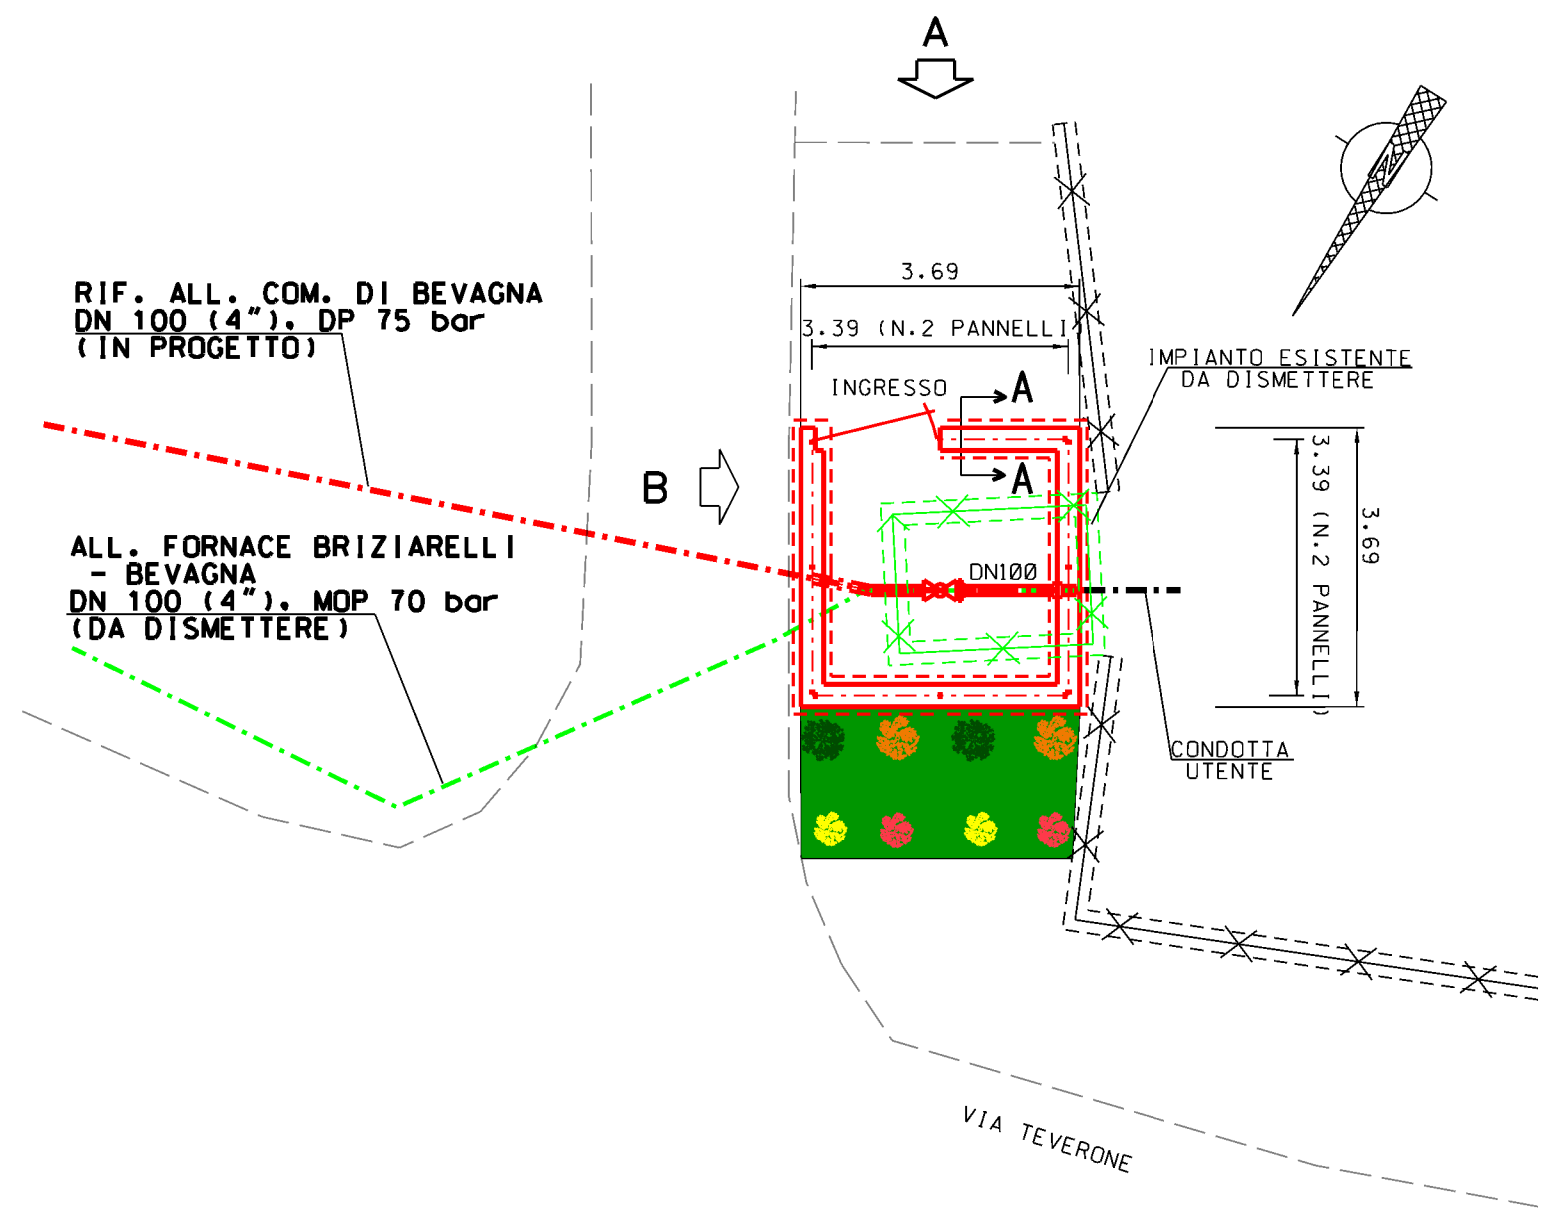 A
3.69
3.39 (N.2 PANNELLI
RIF. ALL. COM. DI BEVAGNA
DN 100 (4"), DP 75 bar
(IN PROGETTO)
N
IMPIANTO ESISTENTE
DA DISMETTERE
INGRESSO
A
A
B
3.39 (N.2 PANNELLI)
3.69
ALL. FORNACE BRIZIARELLI
- BEVAGNA
DN 100 (4"), MOP 70 bar
(DA DISMETTERE)
DN100
CONDOTTA
UTENTE
VIA TEVERONE